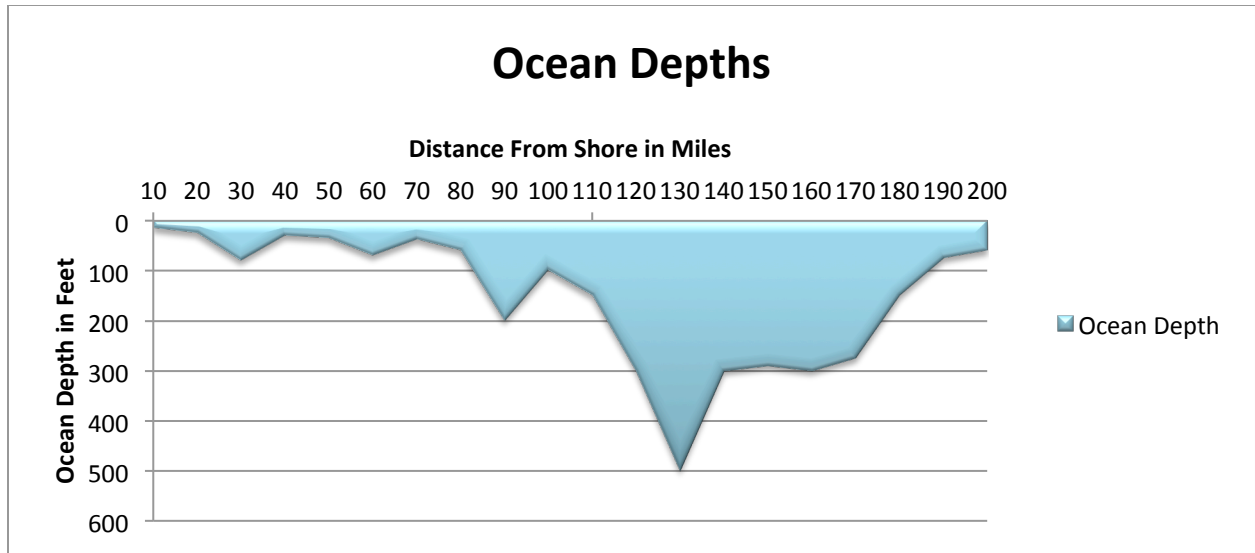 Ocean Depths
Distance From Shore in Miles
10 20 30 40 50 60 70 80 90 100 110 120 130 140 150 160 170 180 190 200
Ocean Depth in Feet
0
100
200
300
400
500
600
Ocean Depth